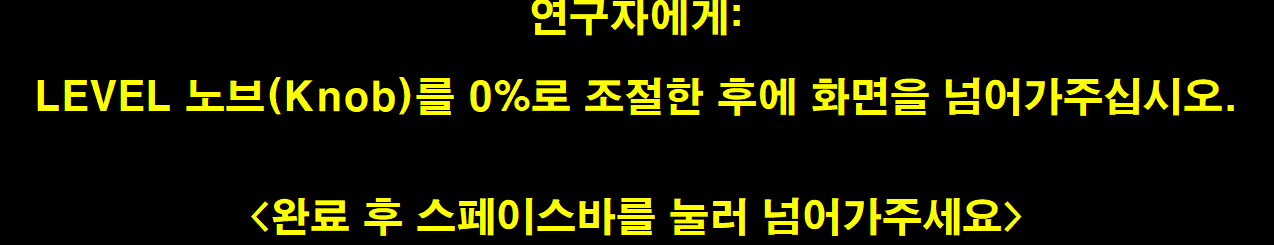 연구자에게:
LEVEL 노브(Knob)를 0%로 조절한 후에 화면을 넘어가주십시오.
<완료 후 스페이스바를 눌러 넘어가주세요>